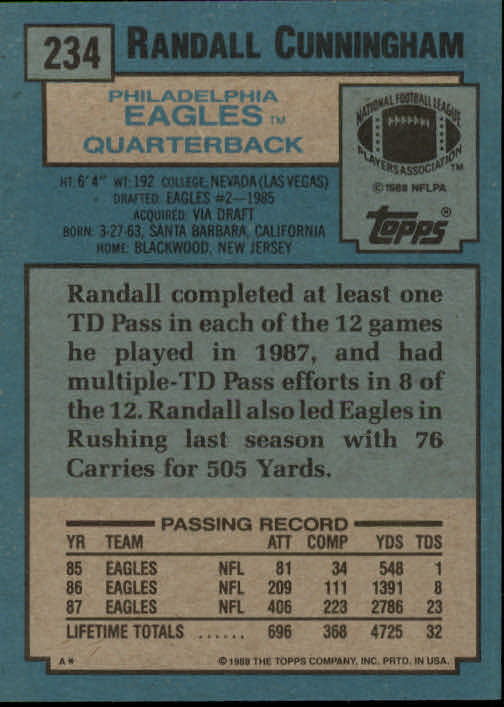 234 RANDALL CUNNINGHAM
PHILADELPHIA
EAGLES™
QUARTERBACK
HT: 6'4" WT: 192 COLLEGE: NEVADA (LAS VEGAS)
DRAFTED: EAGLES #2—1985
ACQUIRED: VIA DRAFT
BORN: 3-27-63, SANTA BARBARA, CALIFORNIA
HOME: BLACKWOOD, NEW JERSEY
NATIONAL FOOTBALL LEAGUE
PLAYERS ASSOCIATION™
© 1988 NFLPA
Topps®
Randall completed at least one
TD Pass in each of the 12 games
he played in 1987, and had
multiple-TD Pass efforts in 8 of
the 12. Randall also led Eagles in
Rushing last season with 76
Carries for 505 Yards.
PASSING RECORD
YR TEAM ATT COMP YDS TDS
85 EAGLES NFL 81 34 548 1
86 EAGLES NFL 209 111 1391 8
87 EAGLES NFL 406 223 2786 23
LIFETIME TOTALS ...... 696 368 4725 32
A* © 1988 THE TOPPS COMPANY, INC. PRTD. IN USA.